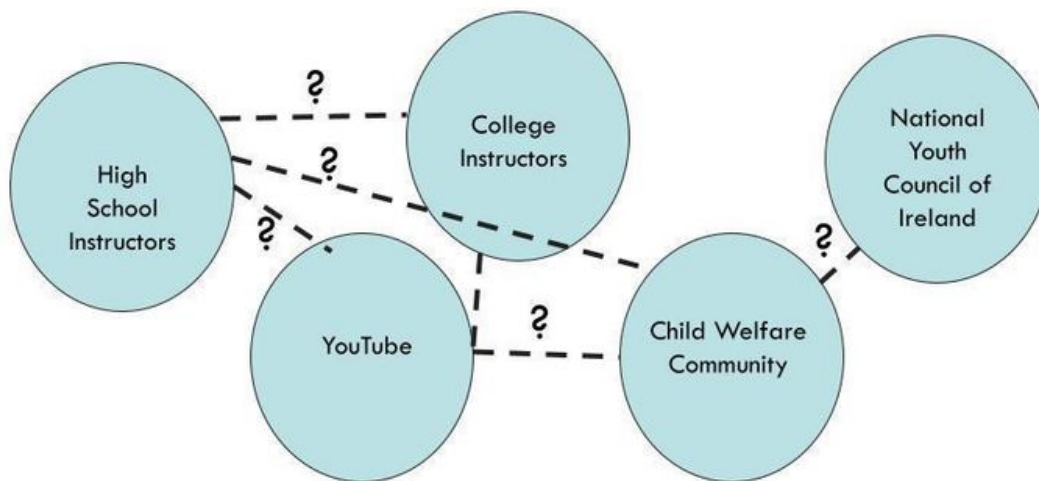 High
School
Instructors
?
?
?
College
Instructors
YouTube
?
Child Welfare
Community
?
National
Youth
Council of
Ireland